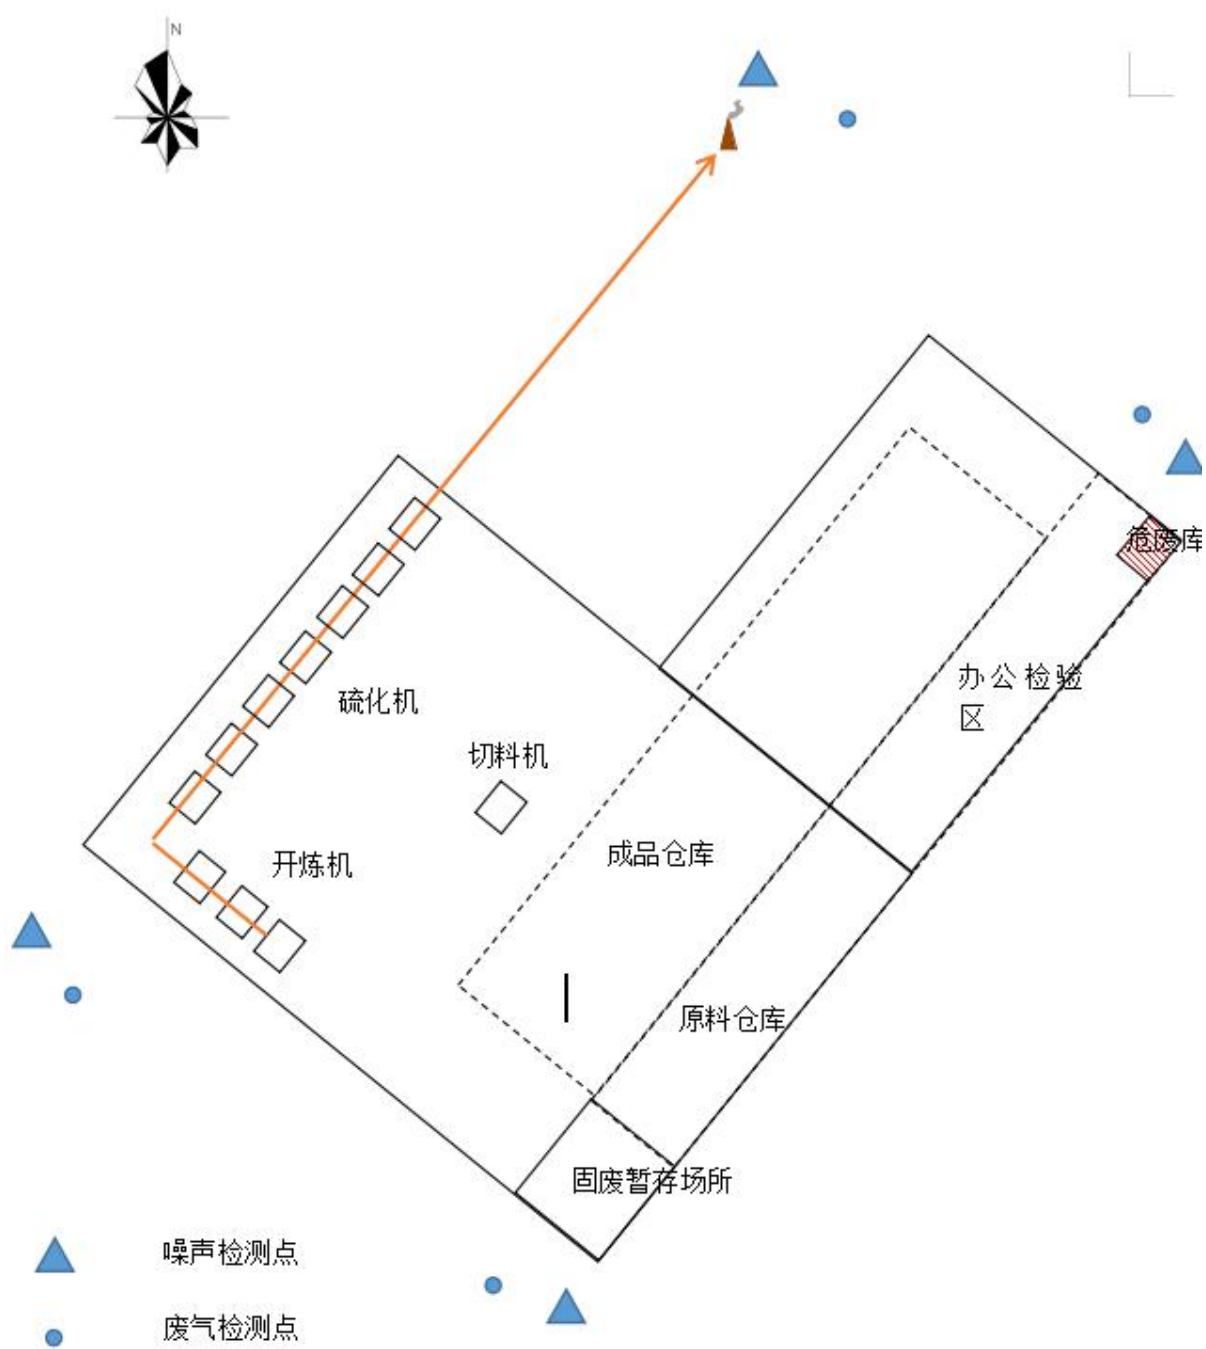 N
危废库
办公检验
区
硫化机
切料机
成品仓库
开炼机
原料仓库
固废暂存场所
噪声检测点
废气检测点